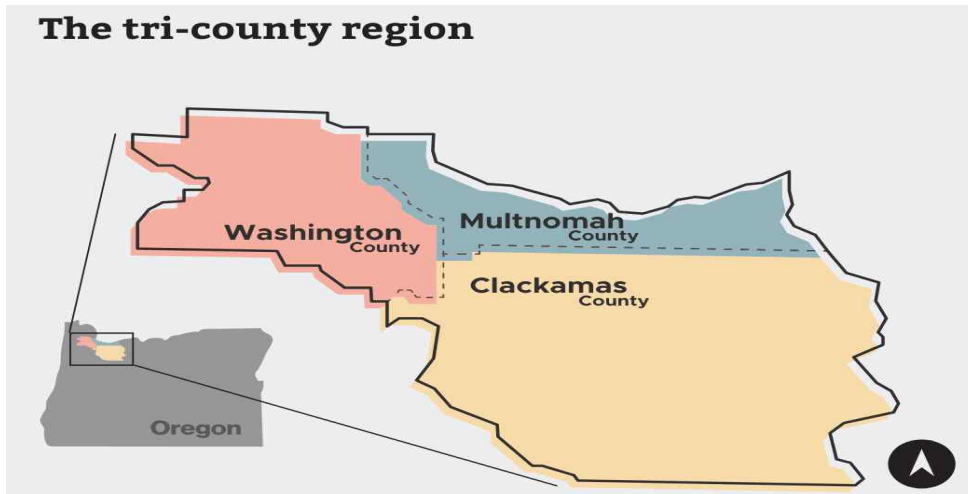 The tri-county region
Washington
County
Multnomah
County
Clackamas
County
Oregon